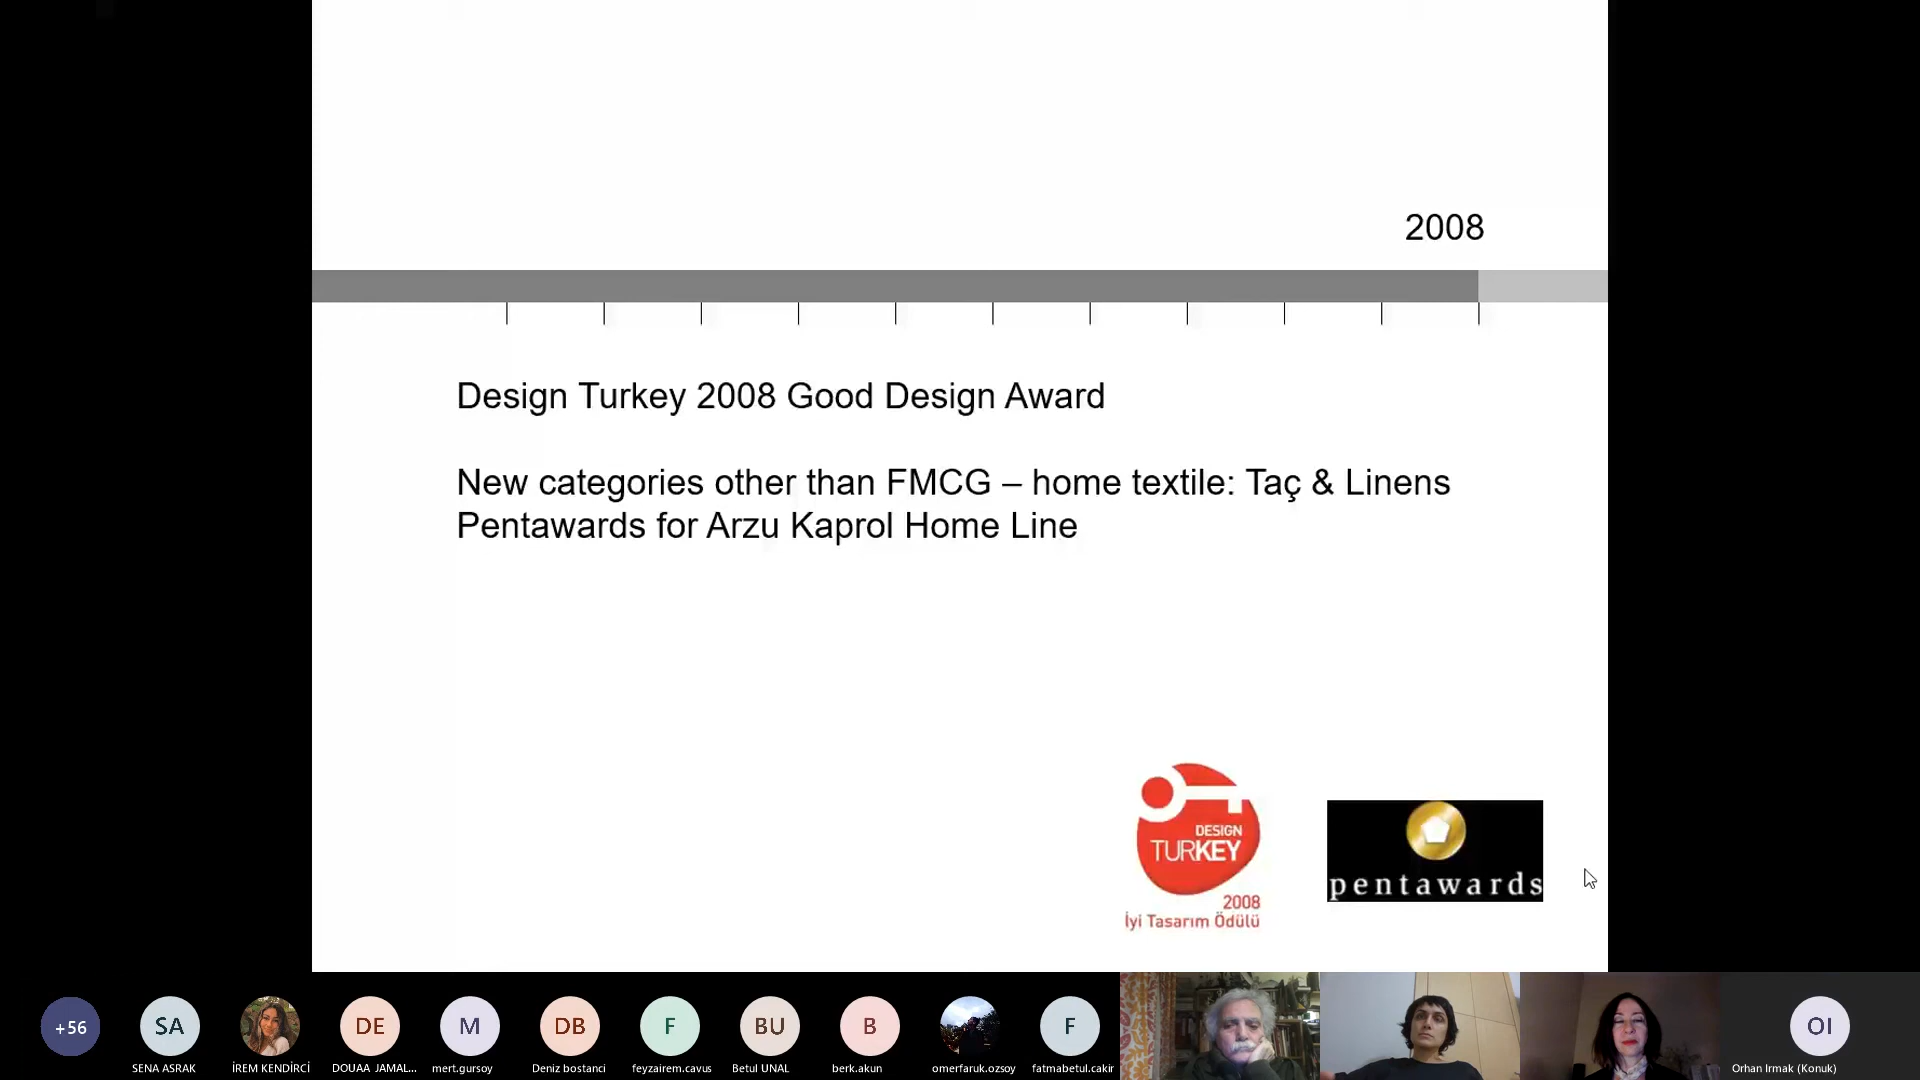 2008
Design Turkey 2008 Good Design Award
New categories other than FMCG – home textile: Taç & Linens
Pentawards for Arzu Kaprol Home Line
DESIGN
TURKEY
2008
İyi Tasarım Ödülü
pentawards
+56
SA
DE
M
DB
F
BU
B
F
OI
SENA ASRAK
İREM KENDİRCİ
DOUAA JAMAL...
mert.gursoy
Deniz bostanci
feyzairem.cavus
Betul UNAL
berk.akun
omerfaruk.ozsoy
fatmabetul.cakir
Orhan Irmak (Konuk)